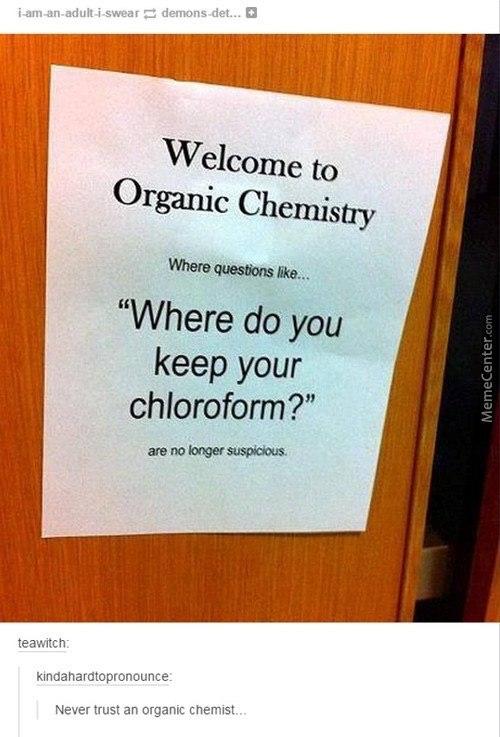 i-am-an-adult-i-swear demons-det...
Welcome to
Organic Chemistry
Where questions like...
“Where do you
keep your
chloroform?”
are no longer suspicious.
MemeCenter.com
teawitch:
kindahardtopronounce:
Never trust an organic chemist...